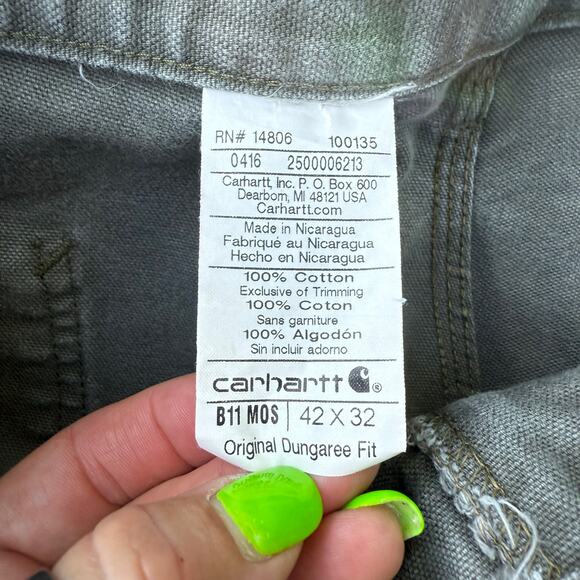 RN# 14806 100135
0416 2500006213
Carhartt, Inc. P. O. Box 600
Dearborn, MI 48121 USA
Carhartt.com
Made in Nicaragua
Fabriqué au Nicaragua
Hecho en Nicaragua
100% Cotton
Exclusive of Trimming
100% Coton
Sans garniture
100% Algodón
Sin incluir adorno
carhartt ®
B11 MOS 42 X 32
Original Dungaree Fit